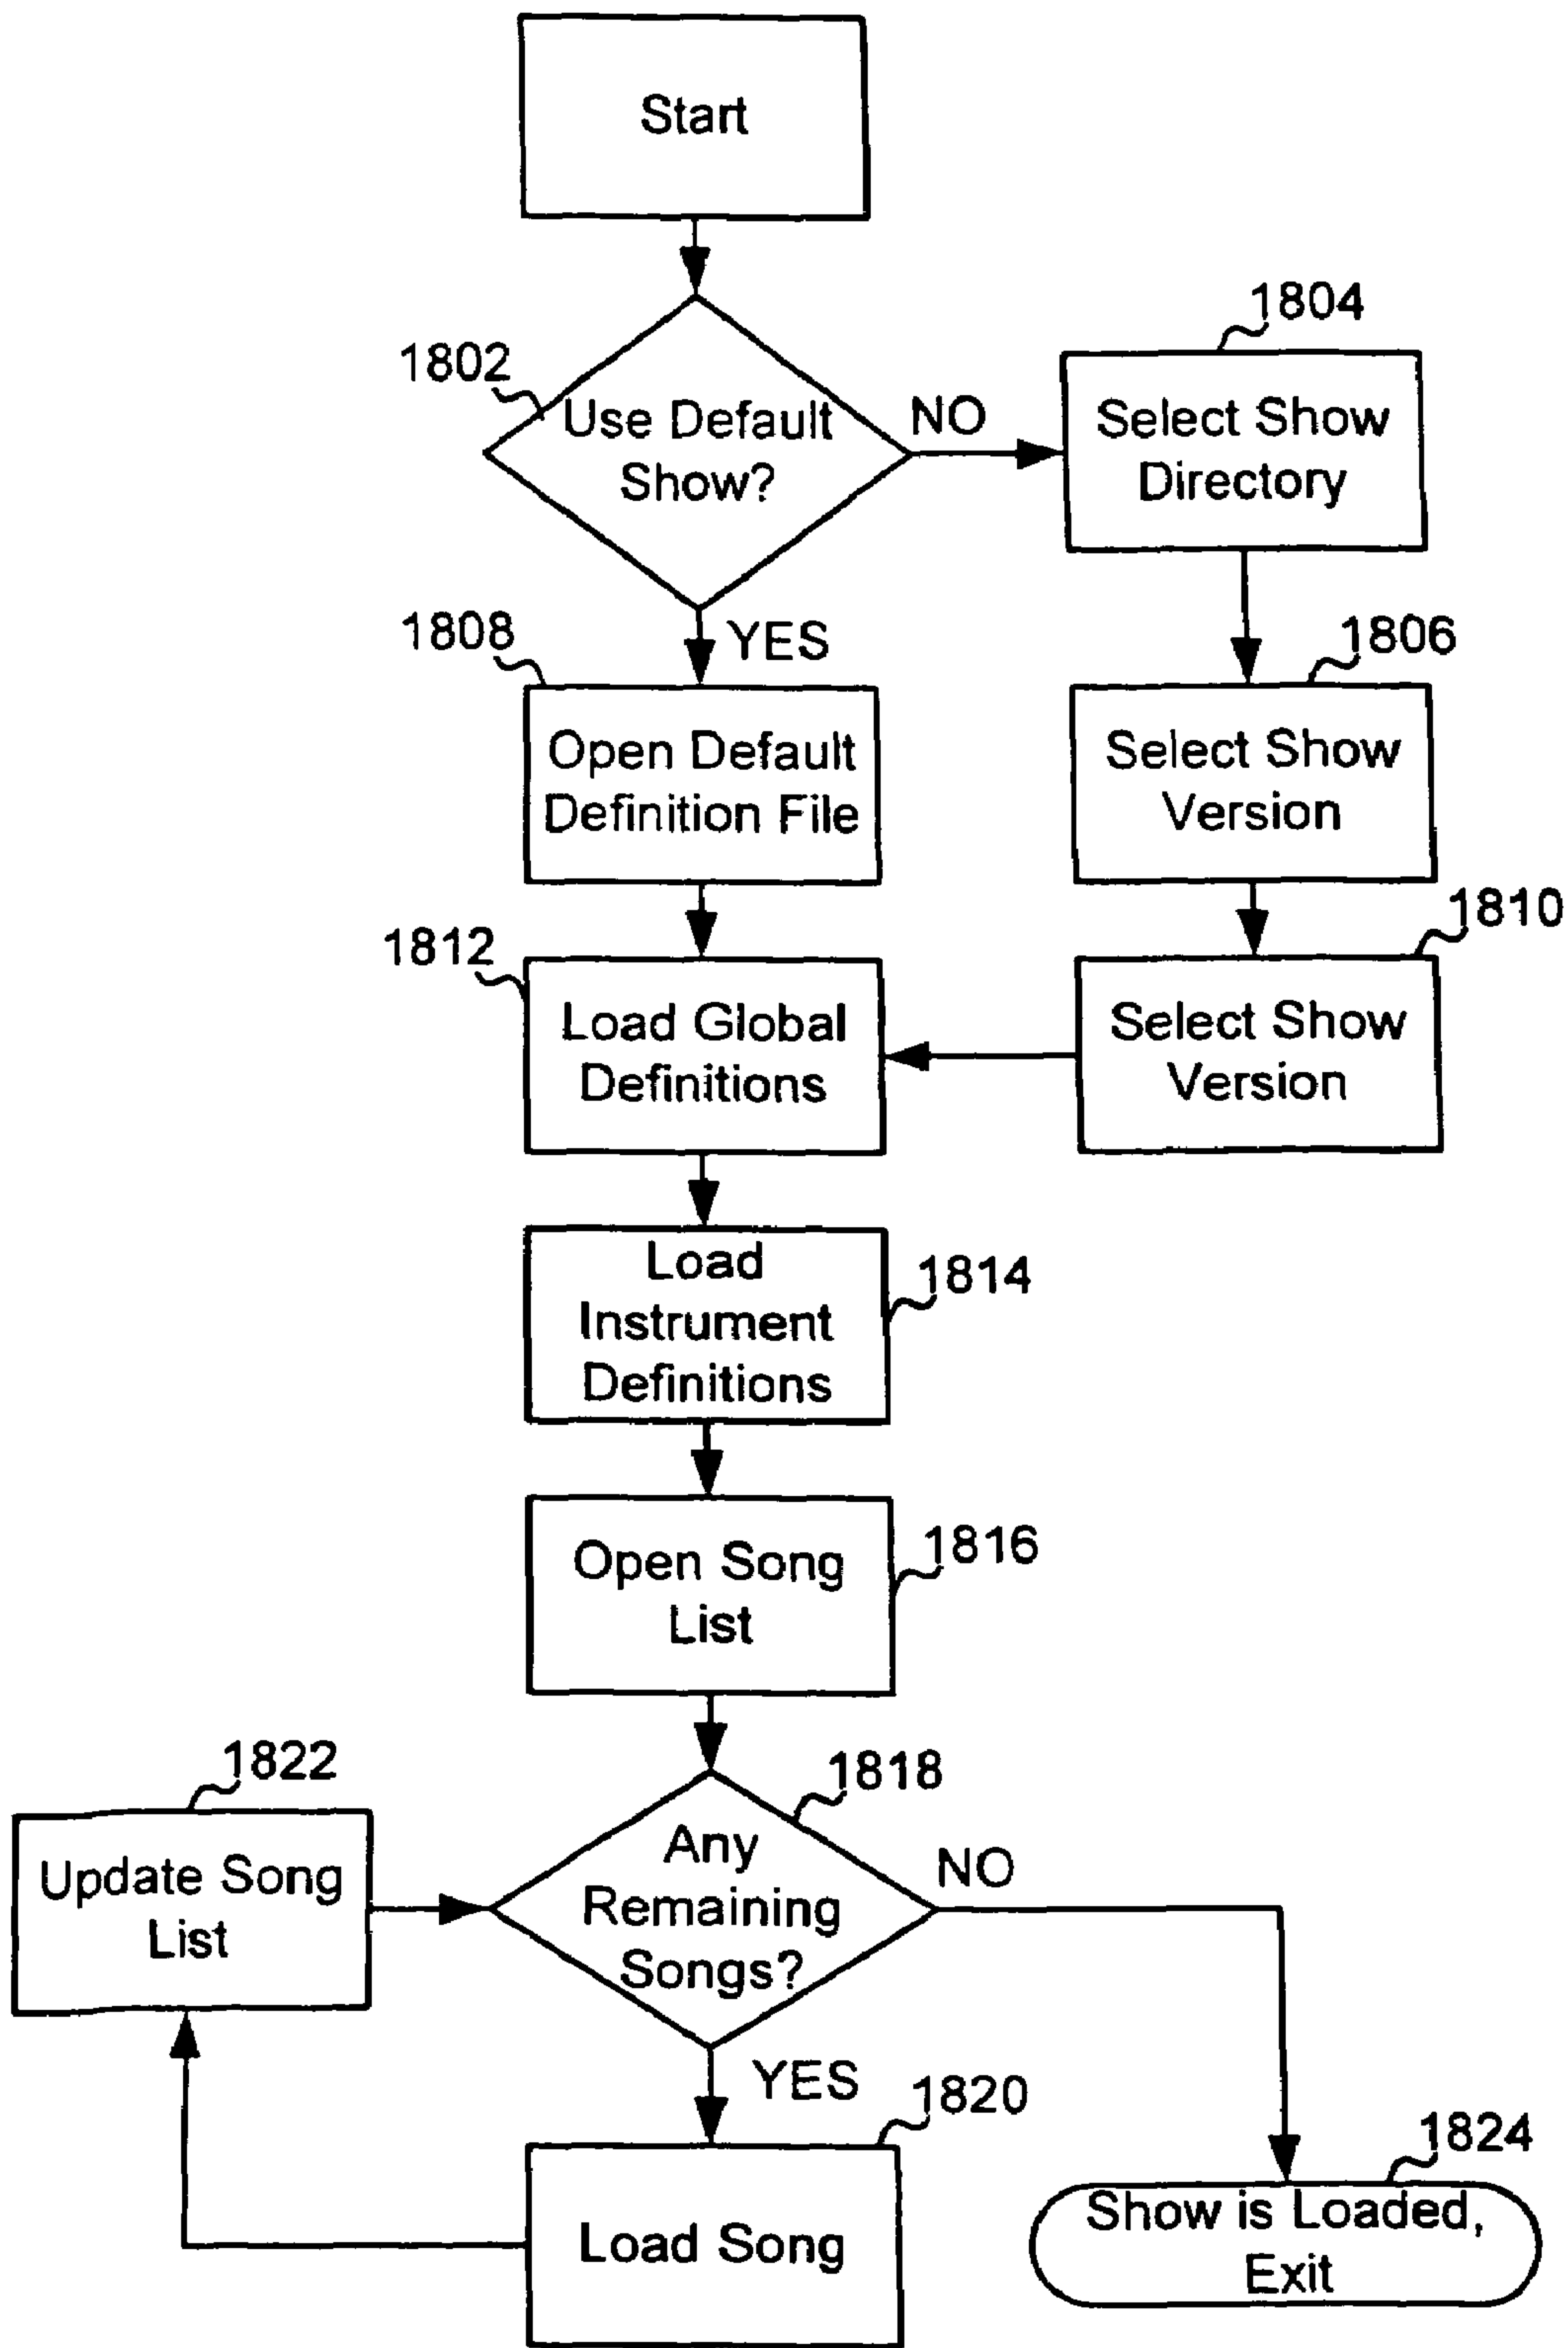 Start
1802
Use Default
Show?
NO
1804
Select Show
Directory
YES
1808
Open Default
Definition File
1806
Select Show
Version
1812
Load Global
Definitions
1810
Select Show
Version
Load
Instrument
Definitions
1814
Open Song
List
1816
1822
Update Song
List
1818
Any
Remaining
Songs?
NO
YES
1820
Load Song
1824
Show is Loaded,
Exit